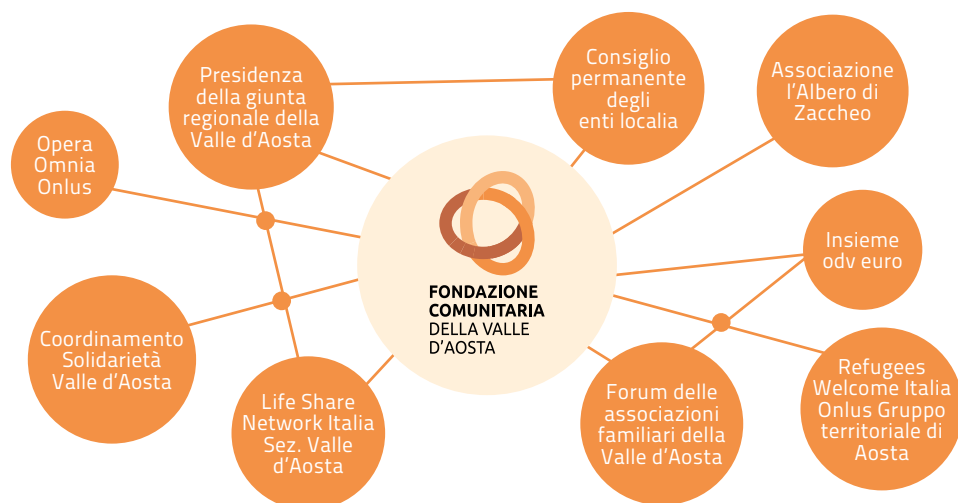 Presidenza
della giunta
regionale della
Valle d'Aosta
Consiglio
permanente
degli
enti localia
Associazione
l'Albero di
Zaccheo
Opera
Omnia
Onlus
Insieme
odv euro
FONDAZIONE
COMUNITARIA
DELLA VALLE
D'AOSTA
Coordinamento
Solidarietà
Valle d'Aosta
Life Share
Network Italia
Sez. Valle
d'Aosta
Forum delle
associazioni
familiari della
Valle d'Aosta
Refugees
Welcome Italia
Onlus Gruppo
territoriale di
Aosta